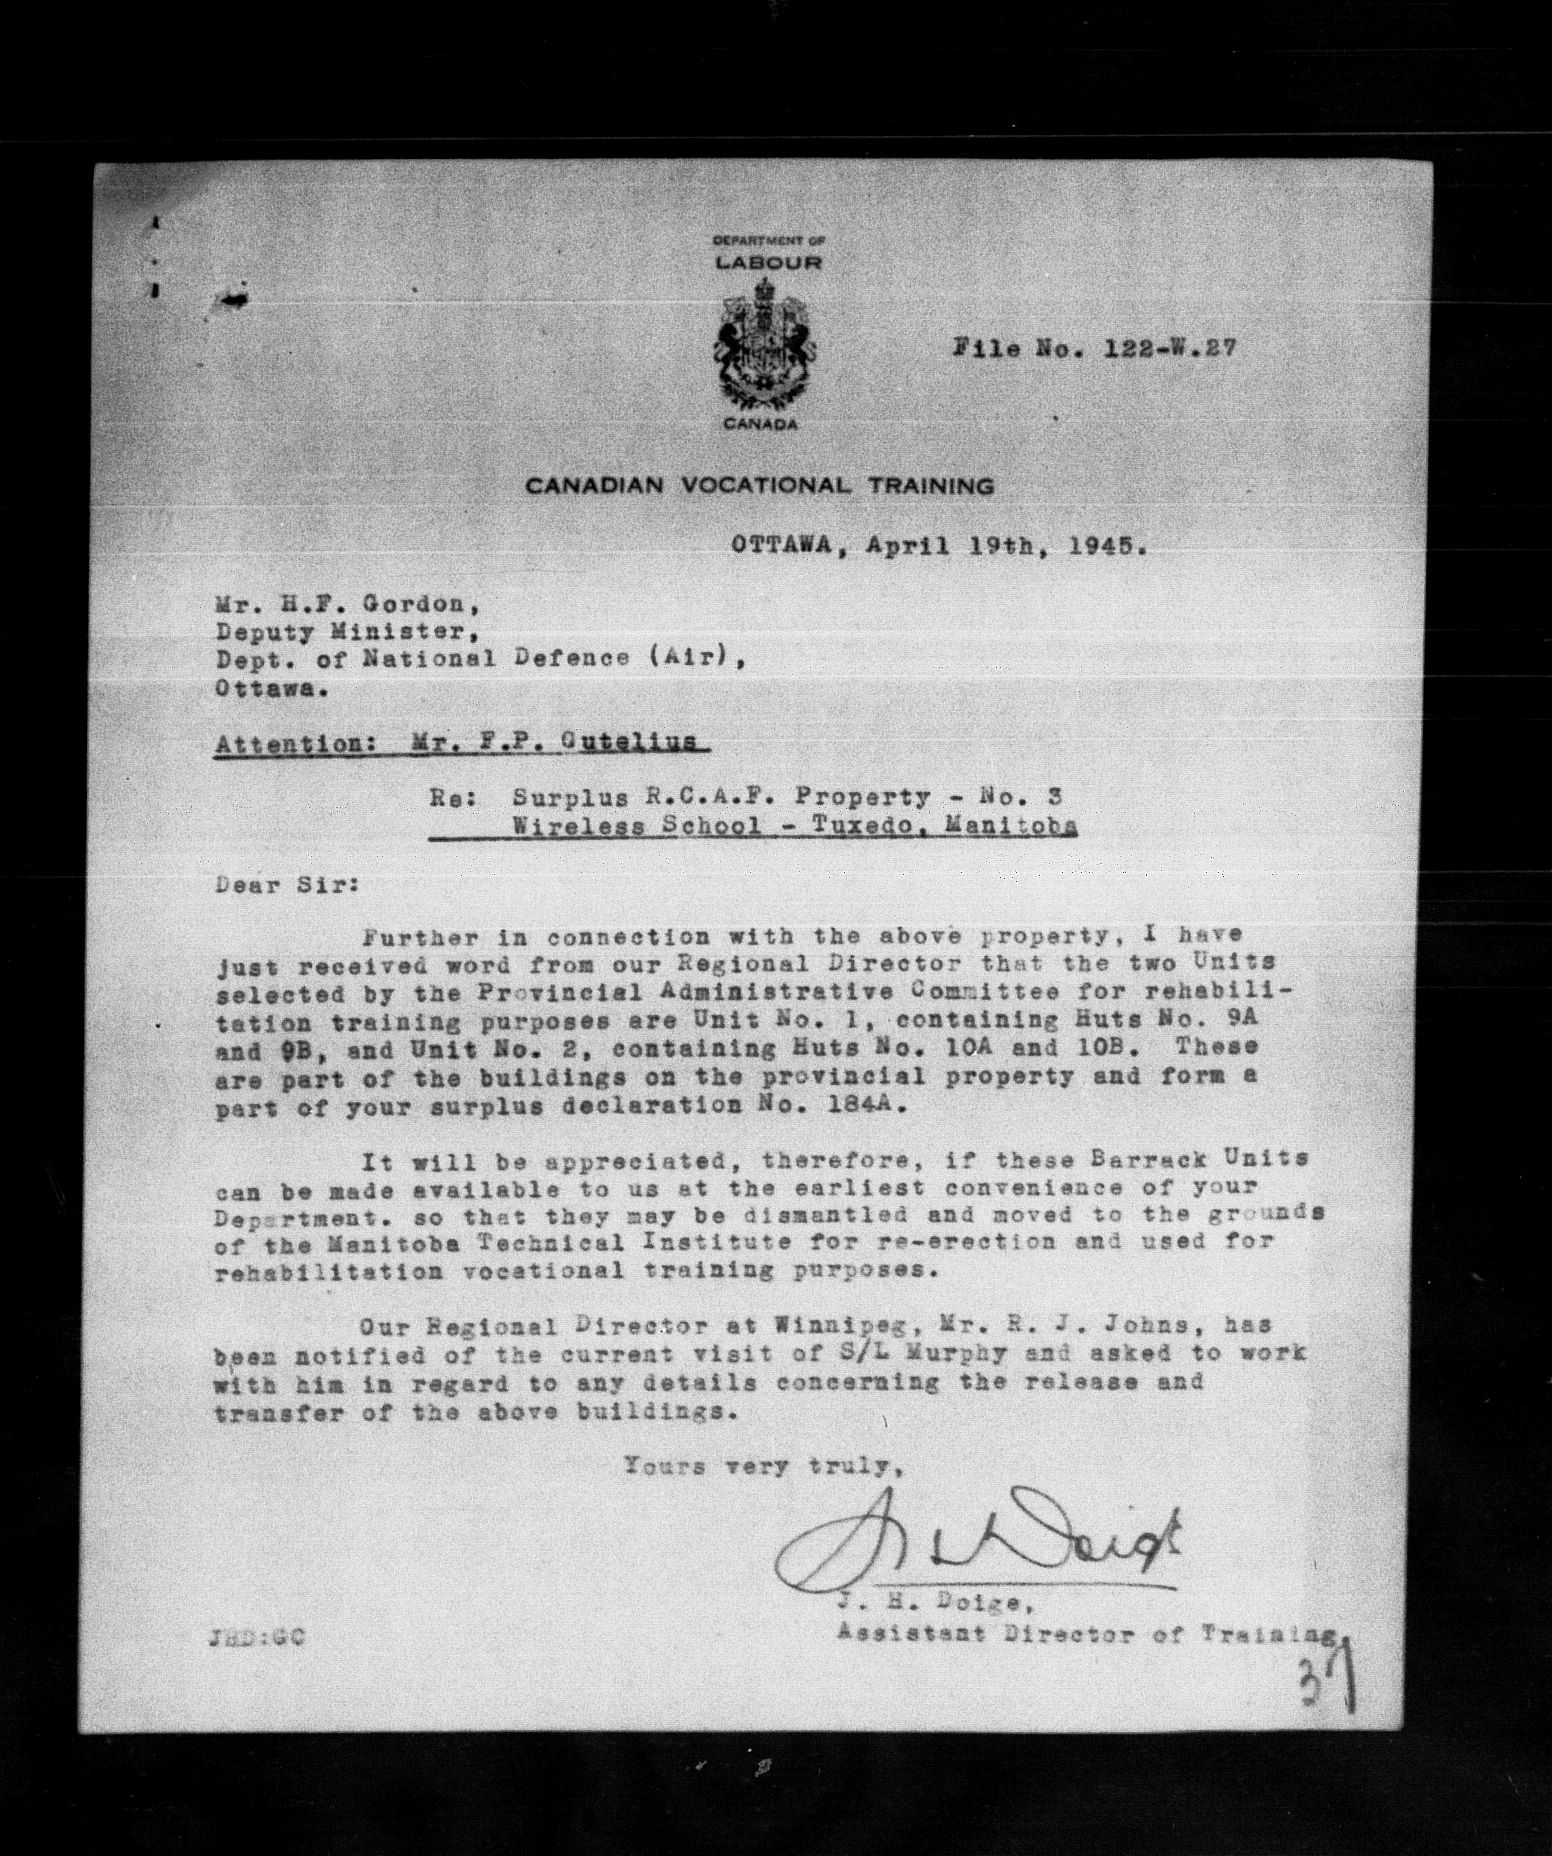 DEPARTMENT OF
LABOUR
CANADA
File No. 122-W.27
CANADIAN VOCATIONAL TRAINING
OTTAWA, April 19th, 1945.
Mr. H.F. Gordon,
Deputy Minister,
Dept. of National Defence (Air),
Ottawa.
Attention: Mr. F.P. Gutelius
Re: Surplus R.C.A.F. Property - No. 3
Wireless School - Tuxedo, Manitoba
Dear Sir:
Further in connection with the above property, I have
just received word from our Regional Director that the two Units
selected by the Provincial Administrative Committee for rehabili-
tation training purposes are Unit No. 1, containing Huts No. 9A
and 9B, and Unit No. 2, containing Huts No. 10A and 10B. These
are part of the buildings on the provincial property and form a
part of your surplus declaration No. 184A.
It will be appreciated, therefore, if these Barrack Units
can be made available to us at the earliest convenience of your
Department. so that they may be dismantled and moved to the grounds
of the Manitoba Technical Institute for re-erection and used for
rehabilitation vocational training purposes.
Our Regional Director at Winnipeg, Mr. R. J. Johns, has
been notified of the current visit of S/L Murphy and asked to work
with him in regard to any details concerning the release and
transfer of the above buildings.
Yours very truly,
J. H. Doige,
Assistant Director of Training.
JHD:GC
37